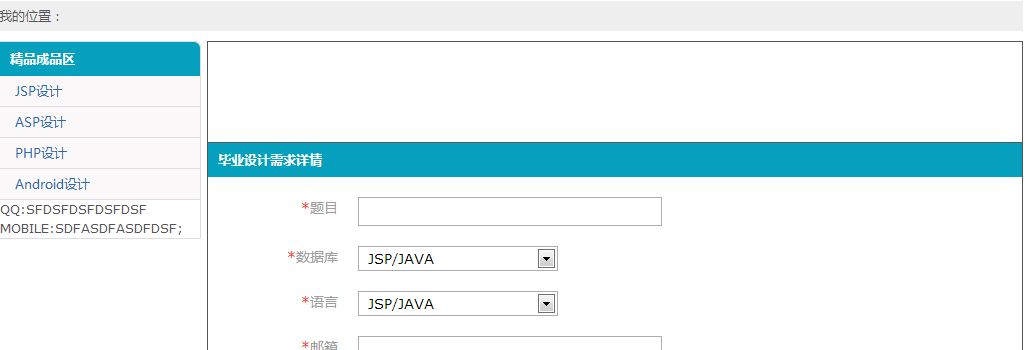 我的位置：
精品成品区
JSP设计
ASP设计
PHP设计
Android设计
QQ:SFDSFDSFDSFDSF
MOBILE:SDFASDFASDFDSF;
毕业设计需求详情
*题目
*数据库 JSP/JAVA
*语言 JSP/JAVA
*邮箱